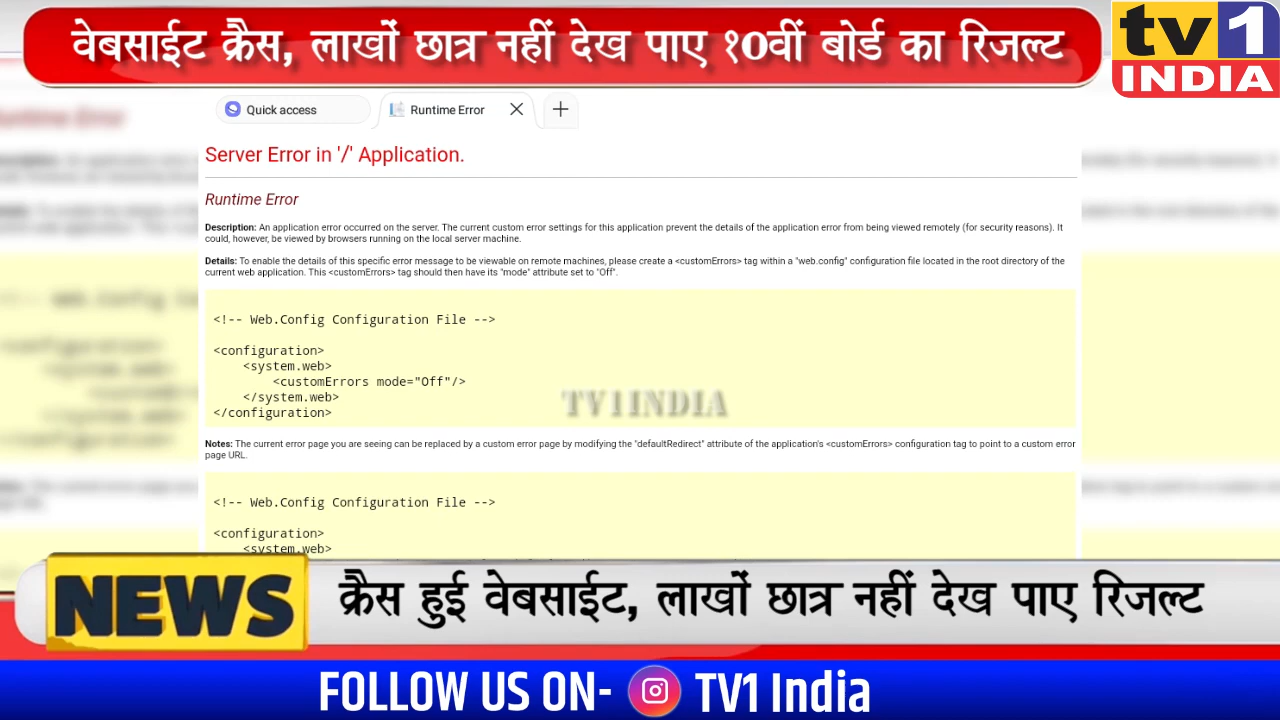 वेबसाईट क्रैस, लाखों छात्र नहीं देख पाए १0वीं बोर्ड का रिजल्ट
tv1
INDIA
Quick access
Runtime Error
Server Error in '/' Application.
Runtime Error
Description: An application error occurred on the server. The current custom error settings for this application prevent the details of the application error from being viewed remotely (for security reasons). It
could, however, be viewed by browsers running on the local server machine.
Details: To enable the details of this specific error message to be viewable on remote machines, please create a <customErrors> tag within a "web.config" configuration file located in the root directory of the
current web application. This <customErrors> tag should then have its "mode" attribute set to "Off".
<!-- Web.Config Configuration File -->
<configuration>
    <system.web>
        <customErrors mode="Off"/>
    </system.web>
</configuration>
TV1INDIA
Notes: The current error page you are seeing can be replaced by a custom error page by modifying the "defaultRedirect" attribute of the application's <customErrors> configuration tag to point to a custom error
page URL.
<!-- Web.Config Configuration File -->
<configuration>
    <system.web>
NEWS
क्रैस हुई वेबसाईट, लाखों छात्र नहीं देख पाए रिजल्ट
FOLLOW US ON- TV1 India